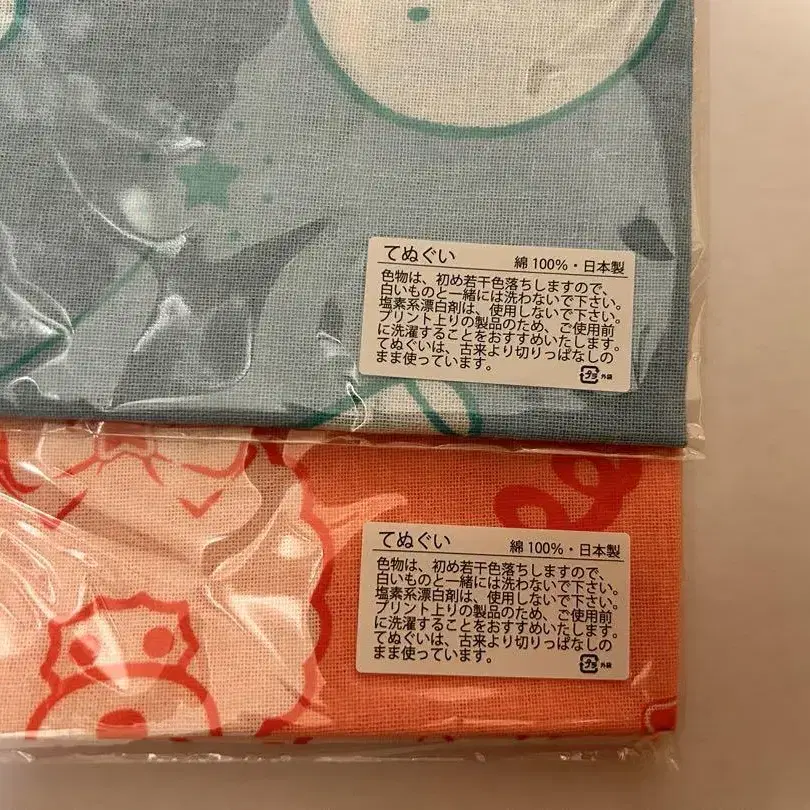 てぬぐい
綿 100%・日本製
色物は、初め若干色落ちしますので、
白いものと一緒には洗わないで下さい。
塩素系漂白剤は、使用しないで下さい。
プリント上りの製品のため、ご使用前
に洗濯することをおすすめいたします。
てぬぐいは、古来より切りっぱなしの
まま使っています。
プラ 外袋
てぬぐい
綿 100%・日本製
色物は、初め若干色落ちしますので、
白いものと一緒には洗わないで下さい。
塩素系漂白剤は、使用しないで下さい。
プリント上りの製品のため、ご使用前
に洗濯することをおすすめいたします。
てぬぐいは、古来より切りっぱなしの
まま使っています。
プラ 外袋